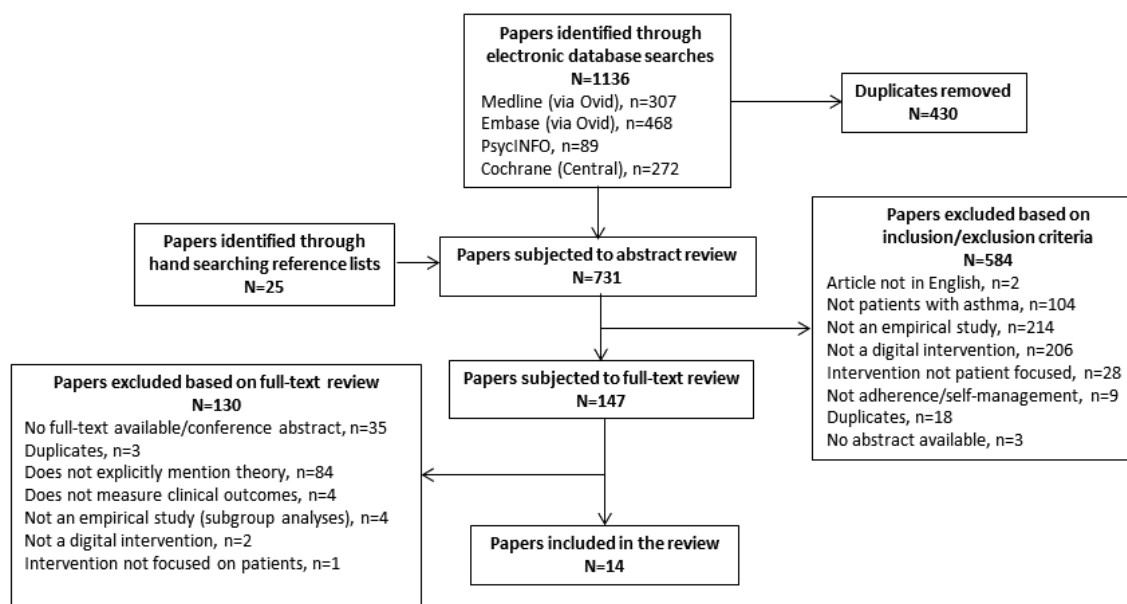 Papers identified through
electronic database searches
N=1136
Medline (via Ovid), n=307
Embase (via Ovid), n=468
PsycINFO, n=89
Cochrane (Central), n=272
Duplicates removed
N=430
Papers identified through
hand searching reference lists
N=25
Papers subjected to abstract review
N=731
Papers excluded based on
inclusion/exclusion criteria
N=584
Article not in English, n=2
Not patients with asthma, n=104
Not an empirical study, n=214
Not a digital intervention, n=206
Intervention not patient focused, n=28
Not adherence/self-management, n=9
Duplicates, n=18
No abstract available, n=3
Papers subjected to full-text review
N=147
Papers excluded based on full-text review
N=130
No full-text available/conference abstract, n=35
Duplicates, n=3
Does not explicitly mention theory, n=84
Does not measure clinical outcomes, n=4
Not an empirical study (subgroup analyses), n=4
Not a digital intervention, n=2
Intervention not focused on patients, n=1
Papers included in the review
N=14